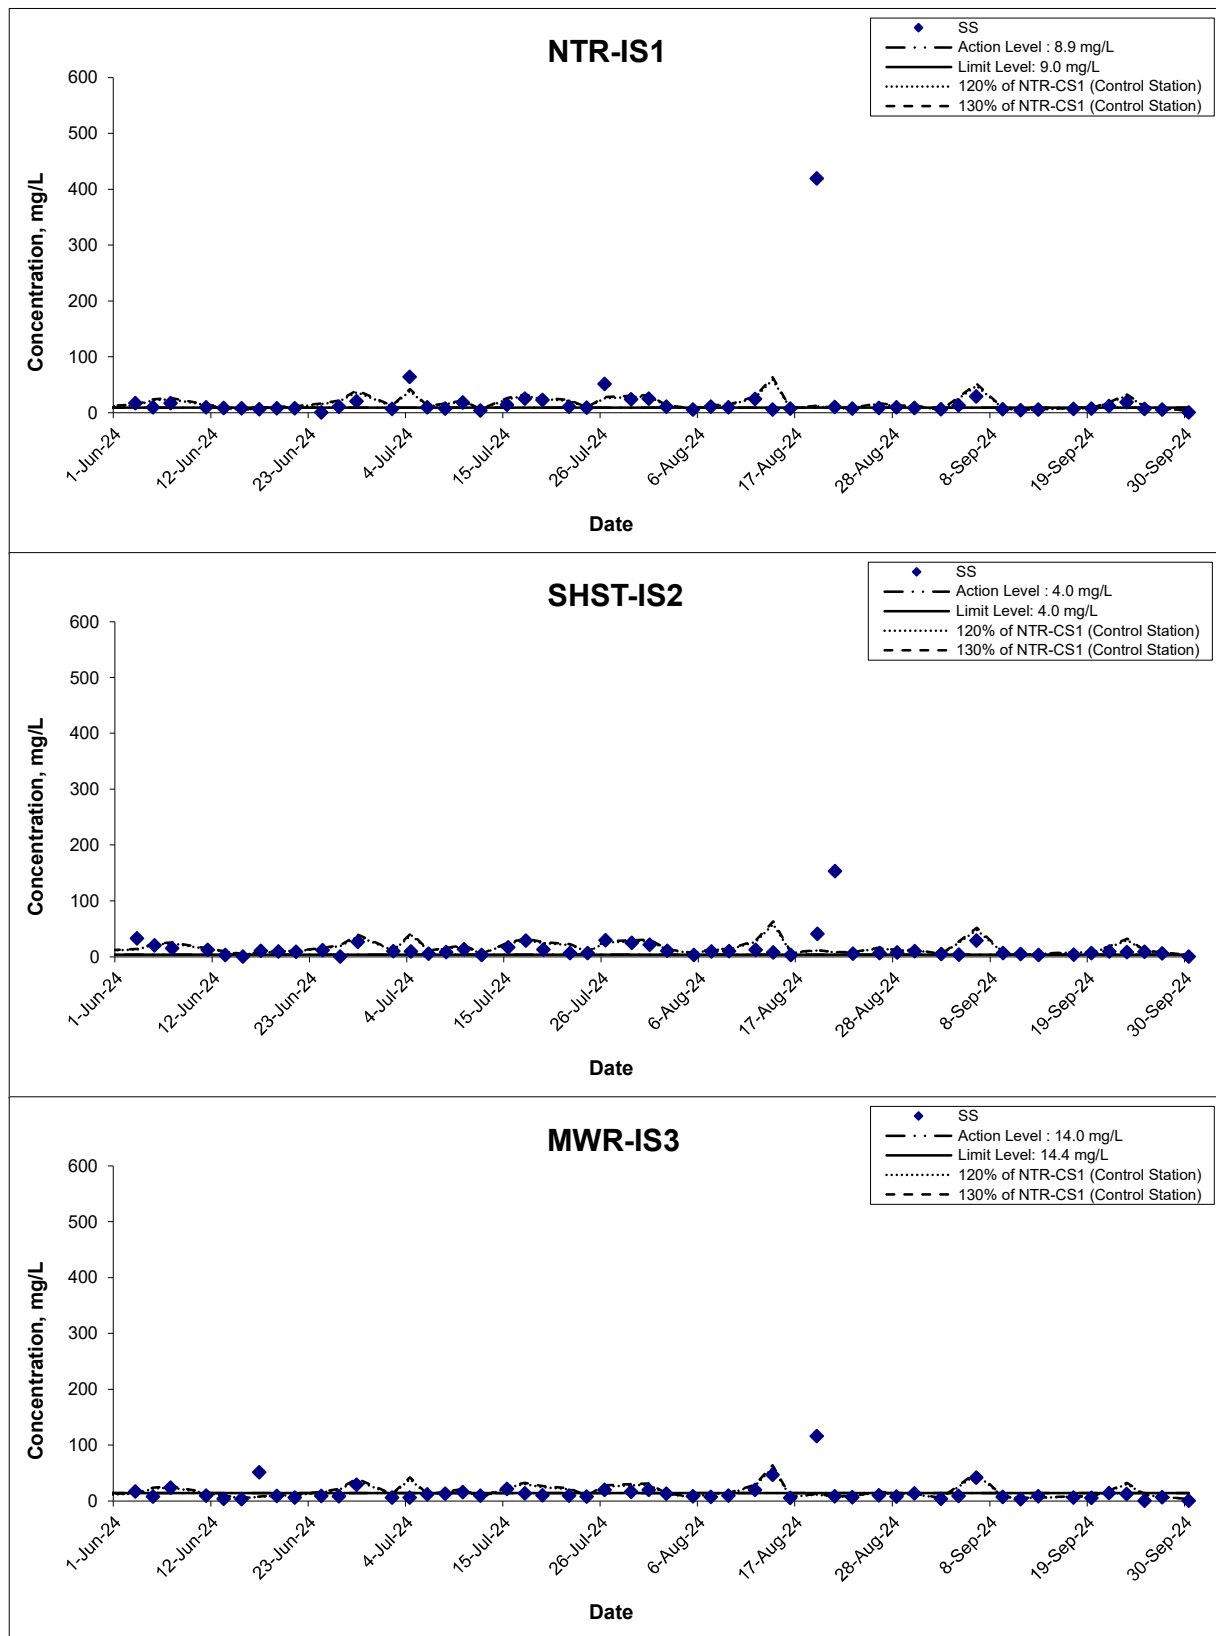 NTR-IS1
SS
Action Level : 8.9 mg/L
Limit Level: 9.0 mg/L
120% of NTR-CS1 (Control Station)
130% of NTR-CS1 (Control Station)
Concentration, mg/L
600
500
400
300
200
100
0
1-Jun-24
12-Jun-24
23-Jun-24
4-Jul-24
15-Jul-24
26-Jul-24
6-Aug-24
17-Aug-24
28-Aug-24
8-Sep-24
19-Sep-24
30-Sep-24
Date
SHST-IS2
SS
Action Level : 4.0 mg/L
Limit Level: 4.0 mg/L
120% of NTR-CS1 (Control Station)
130% of NTR-CS1 (Control Station)
Concentration, mg/L
600
500
400
300
200
100
0
1-Jun-24
12-Jun-24
23-Jun-24
4-Jul-24
15-Jul-24
26-Jul-24
6-Aug-24
17-Aug-24
28-Aug-24
8-Sep-24
19-Sep-24
30-Sep-24
Date
MWR-IS3
SS
Action Level : 14.0 mg/L
Limit Level: 14.4 mg/L
120% of NTR-CS1 (Control Station)
130% of NTR-CS1 (Control Station)
Concentration, mg/L
600
500
400
300
200
100
0
1-Jun-24
12-Jun-24
23-Jun-24
4-Jul-24
15-Jul-24
26-Jul-24
6-Aug-24
17-Aug-24
28-Aug-24
8-Sep-24
19-Sep-24
30-Sep-24
Date